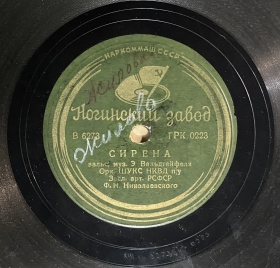 НАРКОММАШ СССР
Ногинский завод
В 6273
ГРК 0223
СИРЕНА
вальс, муз. Э. Вальдтейфеля
Орк. ШУКС НКВД п/у
Засл. арт. РСФСР
Ф. И. Николаевского